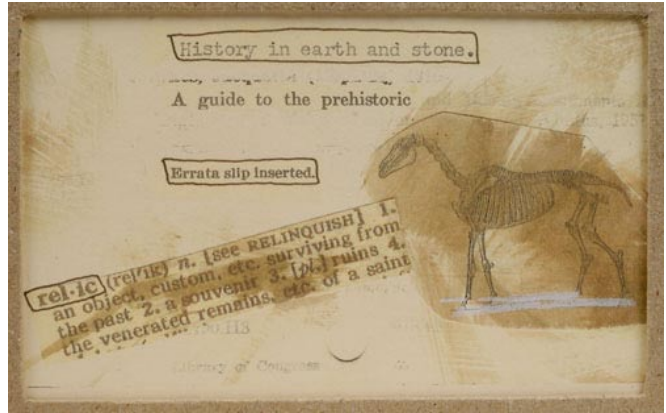 History in earth and stone.
A guide to the prehistoric
Errata slip inserted.
rel·ic (rel'ik) n. [see RELINQUISH] 1.
an object, custom, etc. surviving from
the past 2. a souvenir 3. [pl.] ruins 4.
the venerated remains, etc. of a saint
Library of Congress